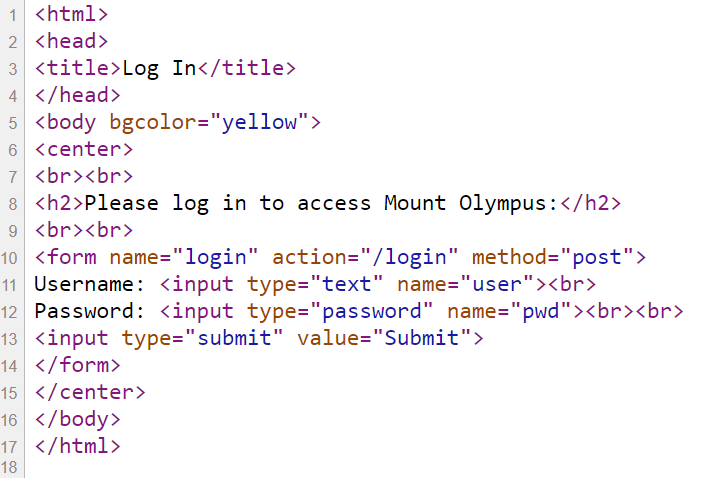 1 <html>
2 <head>
3 <title>Log In</title>
4 </head>
5 <body bgcolor="yellow">
6 <center>
7 <br><br>
8 <h2>Please log in to access Mount Olympus:</h2>
9 <br><br>
10 <form name="login" action="/login" method="post">
11 Username: <input type="text" name="user"><br>
12 Password: <input type="password" name="pwd"><br><br>
13 <input type="submit" value="Submit">
14 </form>
15 </center>
16 </body>
17 </html>
18